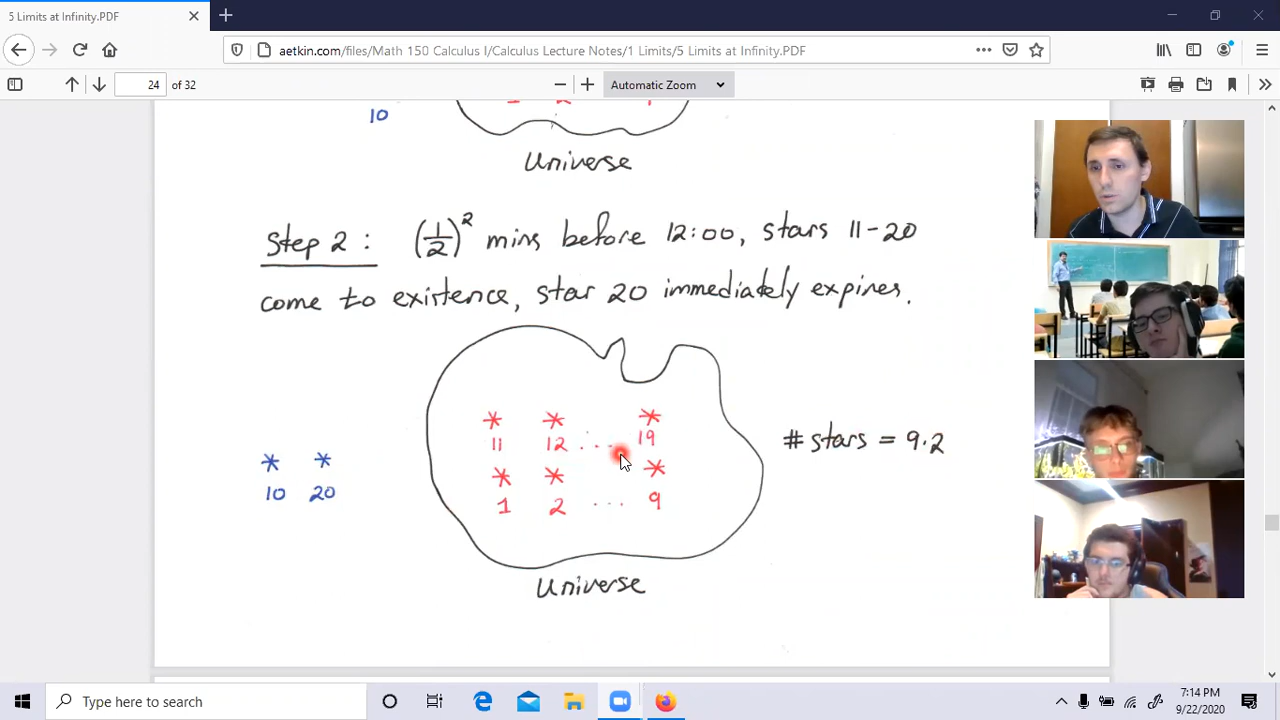 5 Limits at Infinity.PDF
aetkin.com/files/Math 150 Calculus I/Calculus Lecture Notes/1 Limits/5 Limits at Infinity.PDF
24 of 32
Automatic Zoom
10
Universe
Step 2 : (1/2)^2 mins before 12:00, stars 11-20
come to existence, star 20 immediately expires.
* * *
11 12 ... 19
* * * * *
10 20 1 2 ... 9
# stars = 9·2
Universe
Type here to search
7:14 PM
9/22/2020